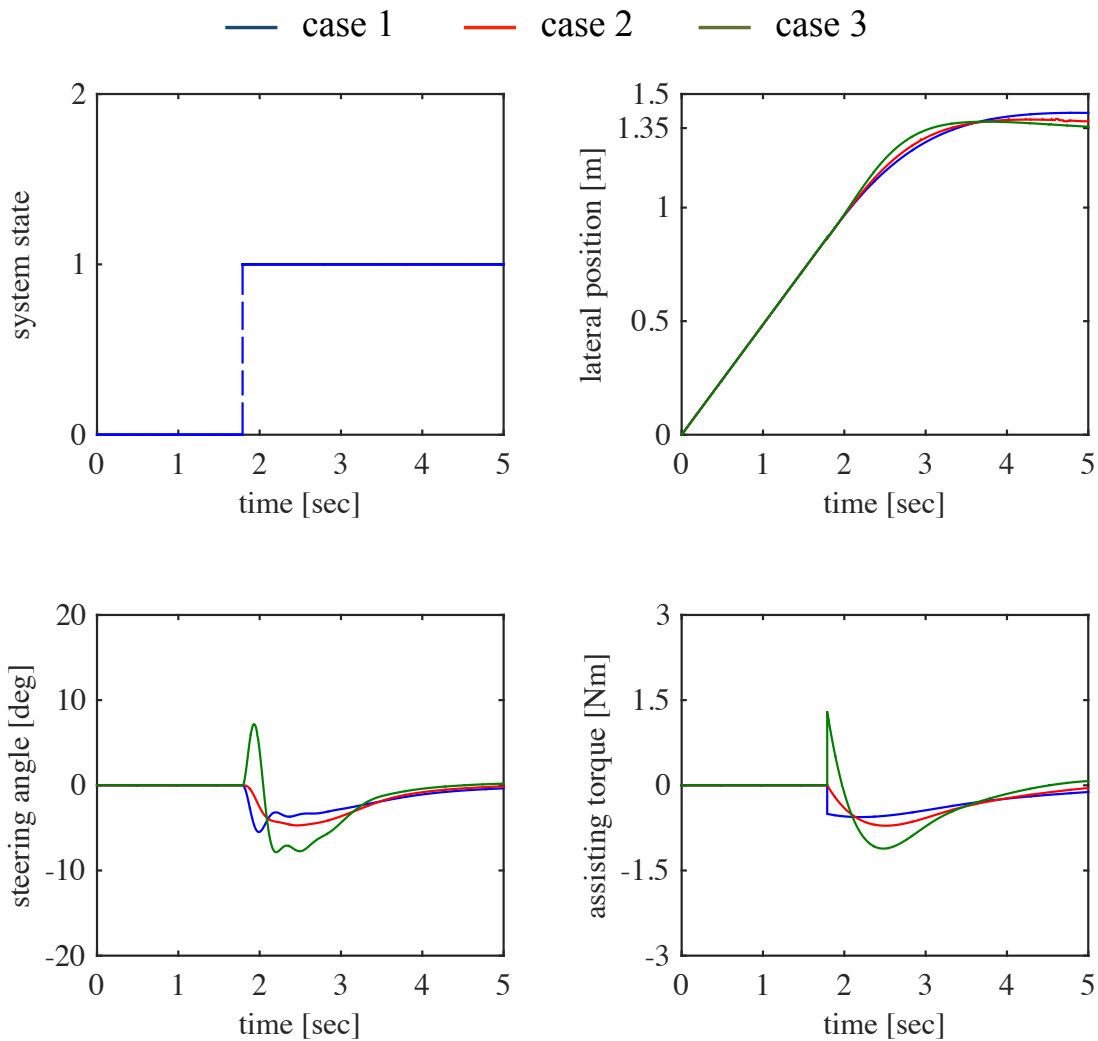 case 1 case 2 case 3
2
1
0
0 1 2 3 4 5
time [sec]
system state
1.5
1.35
1
0.5
0
0 1 2 3 4 5
time [sec]
lateral position [m]
20
10
0
-10
-20
0 1 2 3 4 5
time [sec]
steering angle [deg]
3
1.5
0
-1.5
-3
0 1 2 3 4 5
time [sec]
assisting torque [Nm]